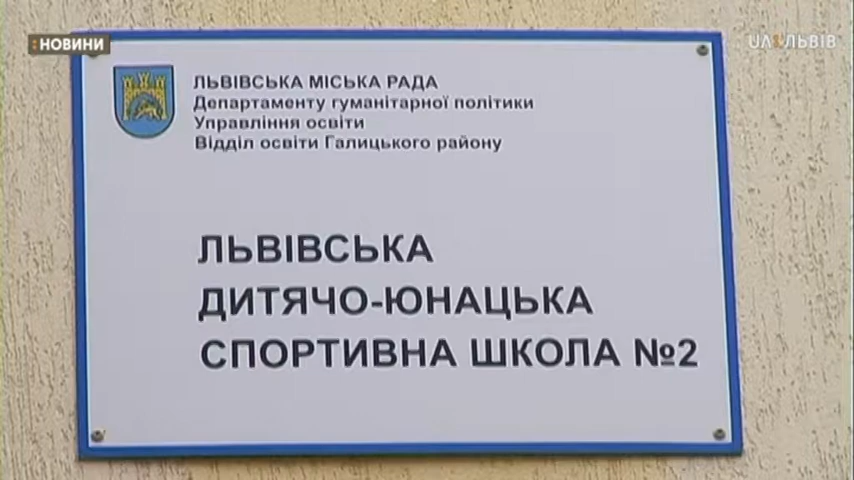 НОВИНИ
UA:ЛЬВІВ
ЛЬВІВСЬКА МІСЬКА РАДА
Департаменту гуманітарної політики
Управління освіти
Відділ освіти Галицького району
ЛЬВІВСЬКА
ДИТЯЧО-ЮНАЦЬКА
СПОРТИВНА ШКОЛА №2